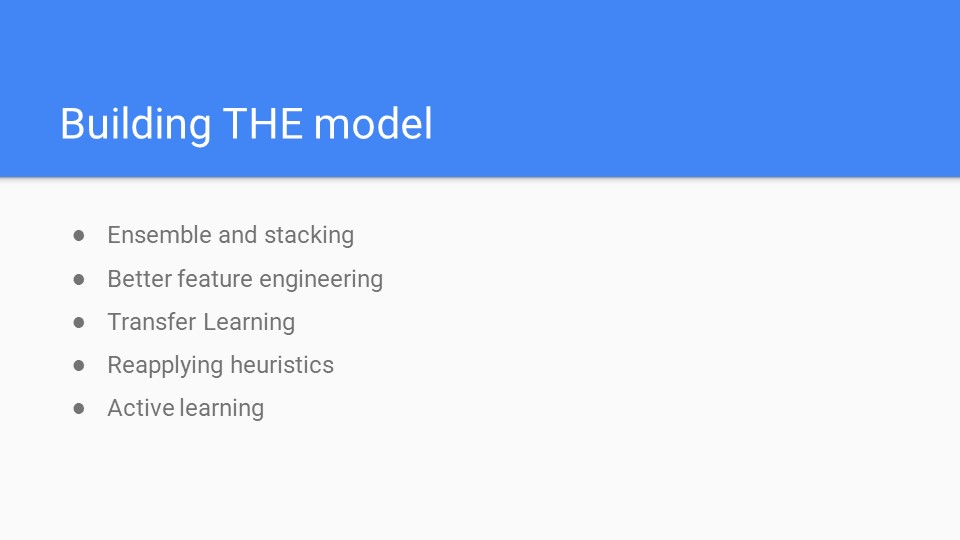 Building THE model
● Ensemble and stacking
● Better feature engineering
● Transfer Learning
● Reapplying heuristics
● Active learning